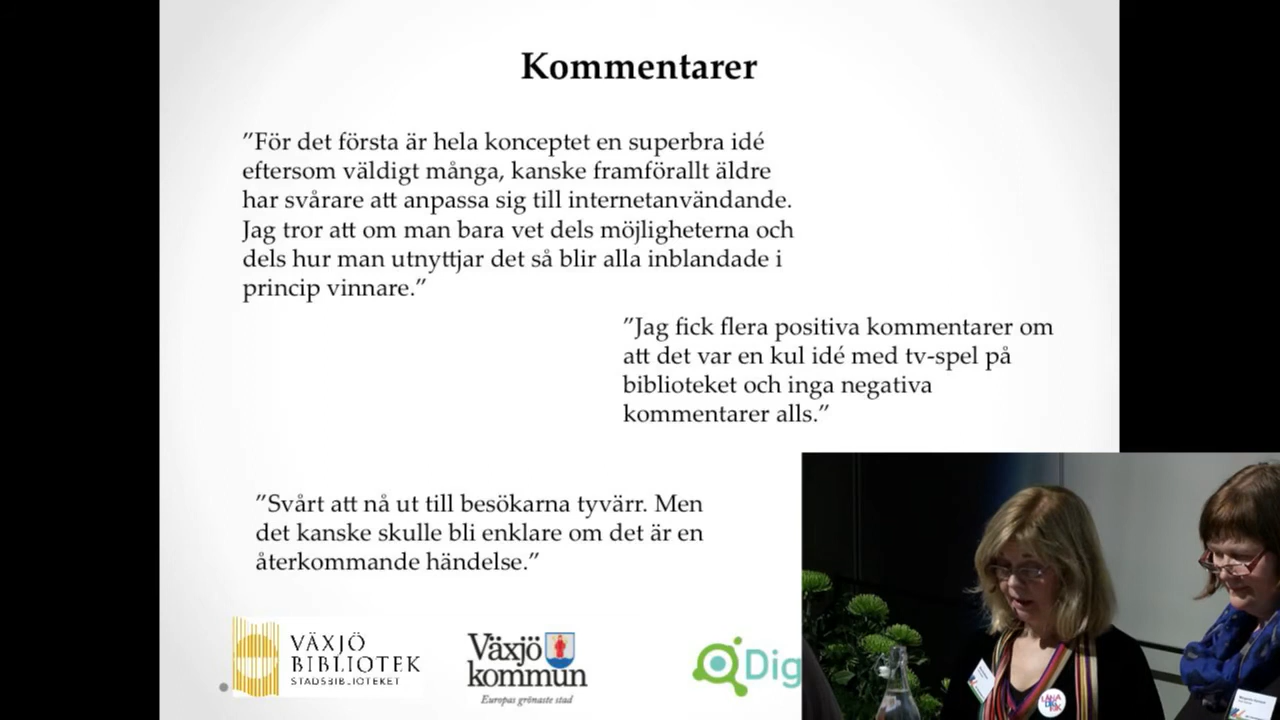 Kommentarer
”För det första är hela konceptet en superbra idé
eftersom väldigt många, kanske framförallt äldre
har svårare att anpassa sig till internetanvändande.
Jag tror att om man bara vet dels möjligheterna och
dels hur man utnyttjar det så blir alla inblandade i
princip vinnare.”
”Jag fick flera positiva kommentarer om
att det var en kul idé med tv-spel på
biblioteket och inga negativa
kommentarer alls.”
”Svårt att nå ut till besökarna tyvärr. Men
det kanske skulle bli enklare om det är en
återkommande händelse.”
VÄXJÖ
BIBLIOTEK
STADSBIBLIOTEKET
Växjö
kommun
Europas grönaste stad
Dig